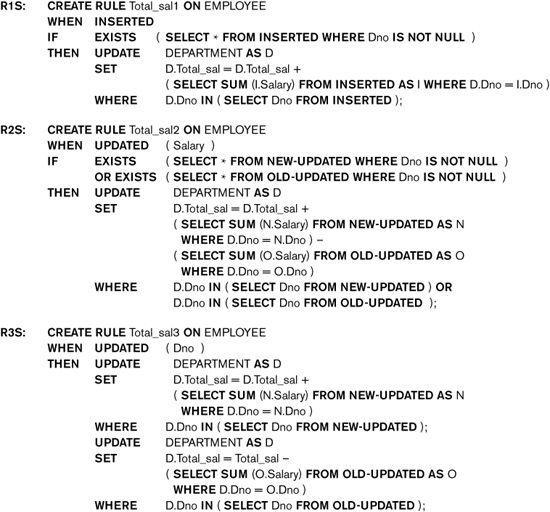 R1S: CREATE RULE Total_sal1 ON EMPLOYEE
WHEN INSERTED
IF EXISTS ( SELECT * FROM INSERTED WHERE Dno IS NOT NULL )
THEN UPDATE DEPARTMENT AS D
SET D.Total_sal = D.Total_sal +
( SELECT SUM (I.Salary) FROM INSERTED AS I WHERE D.Dno = I.Dno )
WHERE D.Dno IN ( SELECT Dno FROM INSERTED );
R2S: CREATE RULE Total_sal2 ON EMPLOYEE
WHEN UPDATED ( Salary )
IF EXISTS ( SELECT * FROM NEW-UPDATED WHERE Dno IS NOT NULL )
OR EXISTS ( SELECT * FROM OLD-UPDATED WHERE Dno IS NOT NULL )
THEN UPDATE DEPARTMENT AS D
SET D.Total_sal = D.Total_sal +
( SELECT SUM (N.Salary) FROM NEW-UPDATED AS N
WHERE D.Dno = N.Dno ) –
( SELECT SUM (O.Salary) FROM OLD-UPDATED AS O
WHERE D.Dno = O.Dno )
WHERE D.Dno IN ( SELECT Dno FROM NEW-UPDATED ) OR
D.Dno IN ( SELECT Dno FROM OLD-UPDATED );
R3S: CREATE RULE Total_sal3 ON EMPLOYEE
WHEN UPDATED ( Dno )
THEN UPDATE DEPARTMENT AS D
SET D.Total_sal = D.Total_sal +
( SELECT SUM (N.Salary) FROM NEW-UPDATED AS N
WHERE D.Dno = N.Dno )
WHERE D.Dno IN ( SELECT Dno FROM NEW-UPDATED );
UPDATE DEPARTMENT AS D
SET D.Total_sal = Total_sal –
( SELECT SUM (O.Salary) FROM OLD-UPDATED AS O
WHERE D.Dno = O.Dno )
WHERE D.Dno IN ( SELECT Dno FROM OLD-UPDATED );